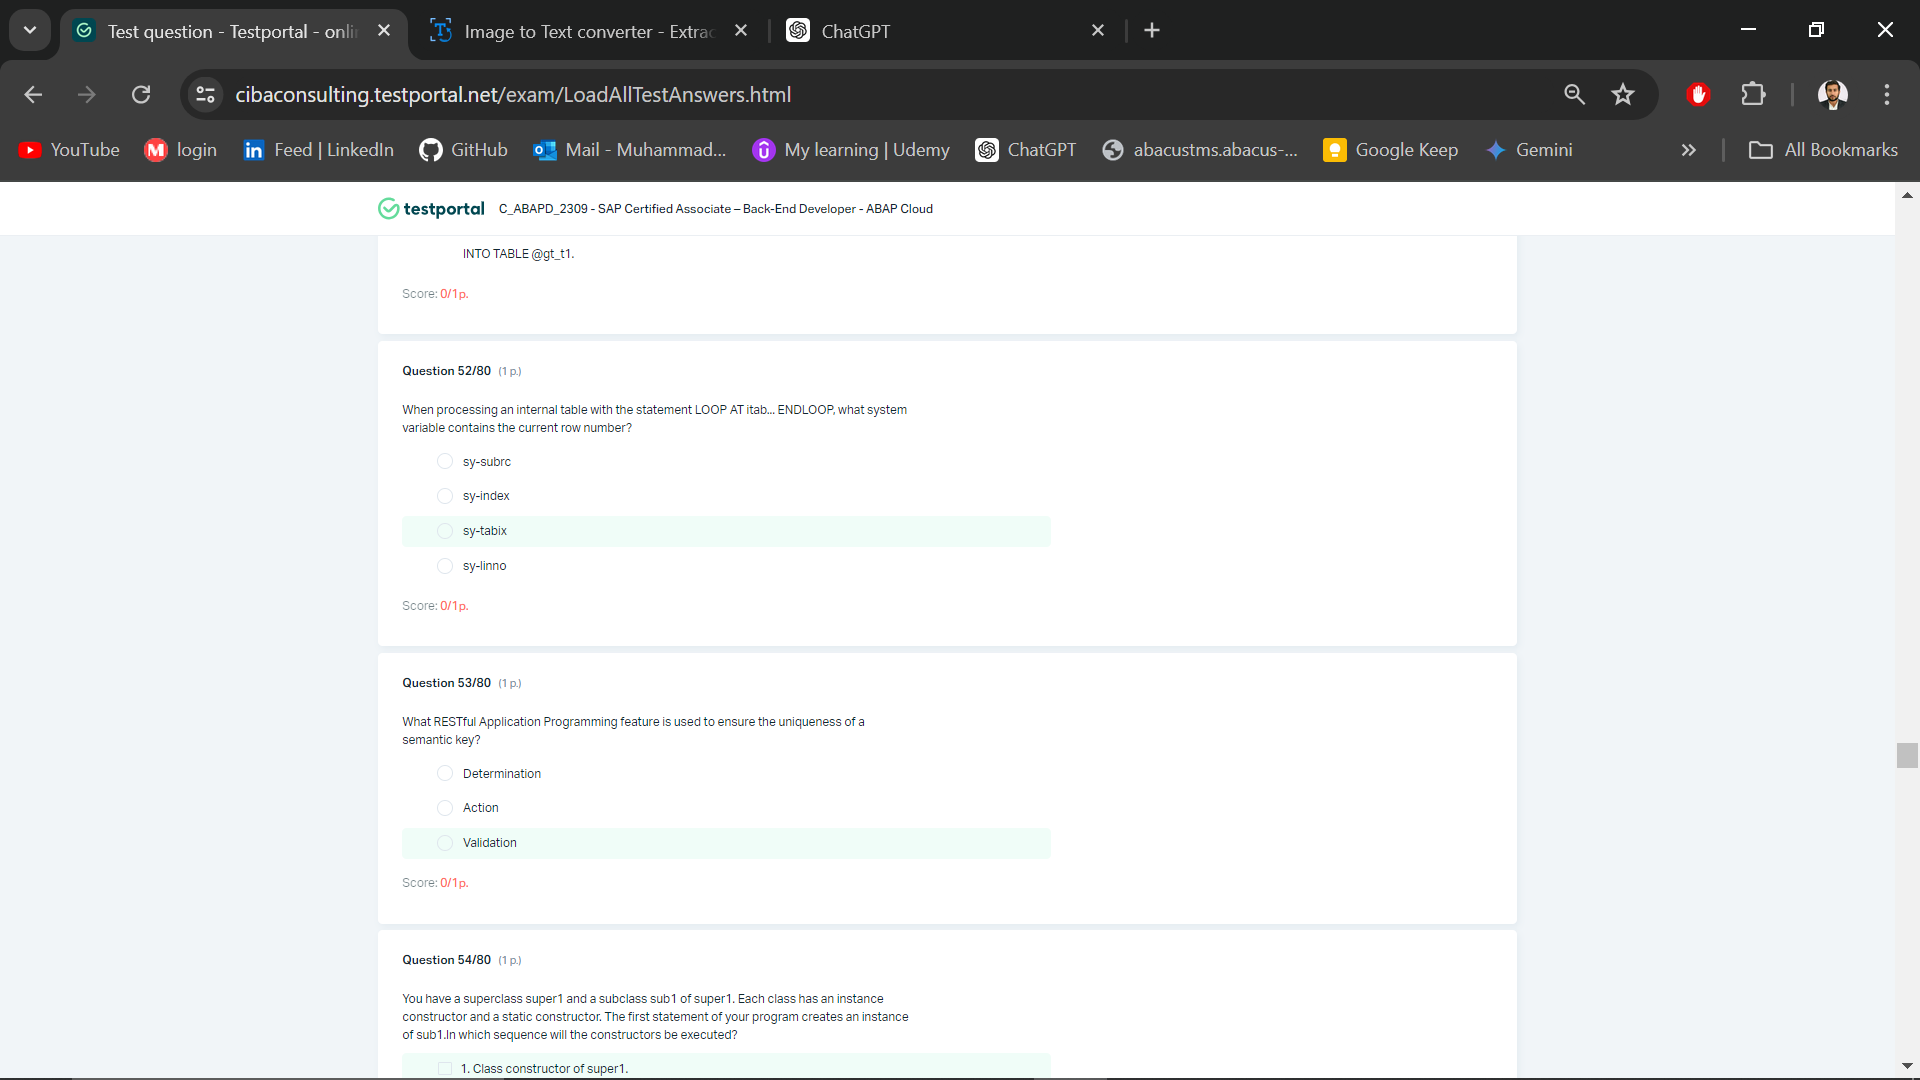 Test question - Testportal - onlin
Image to Text converter - Extrac
ChatGPT
cibaconsulting.testportal.net/exam/LoadAllTestAnswers.html
YouTube
login
Feed | LinkedIn
GitHub
Mail - Muhammad...
My learning | Udemy
ChatGPT
abacustms.abacus-...
Google Keep
Gemini
All Bookmarks
testportal
C_ABAPD_2309 - SAP Certified Associate – Back-End Developer - ABAP Cloud
INTO TABLE @gt_t1.
Score: 0/1p.
Question 52/80 (1 p.)
When processing an internal table with the statement LOOP AT itab... ENDLOOP, what system
variable contains the current row number?
sy-subrc
sy-index
sy-tabix
sy-linno
Score: 0/1p.
Question 53/80 (1 p.)
What RESTful Application Programming feature is used to ensure the uniqueness of a
semantic key?
Determination
Action
Validation
Score: 0/1p.
Question 54/80 (1 p.)
You have a superclass super1 and a subclass sub1 of super1. Each class has an instance
constructor and a static constructor. The first statement of your program creates an instance
of sub1.In which sequence will the constructors be executed?
1. Class constructor of super1.